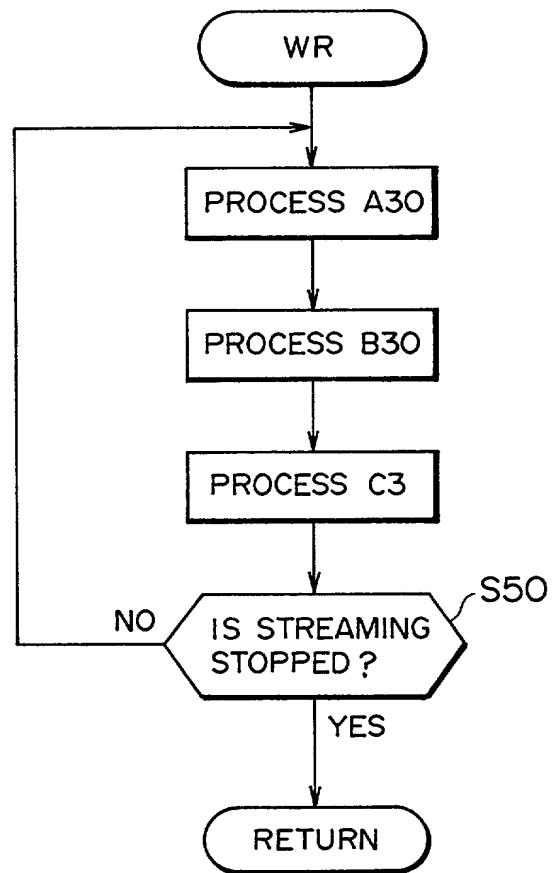 WR
PROCESS A30
PROCESS B30
PROCESS C3
S50
NO
IS STREAMING
STOPPED?
YES
RETURN